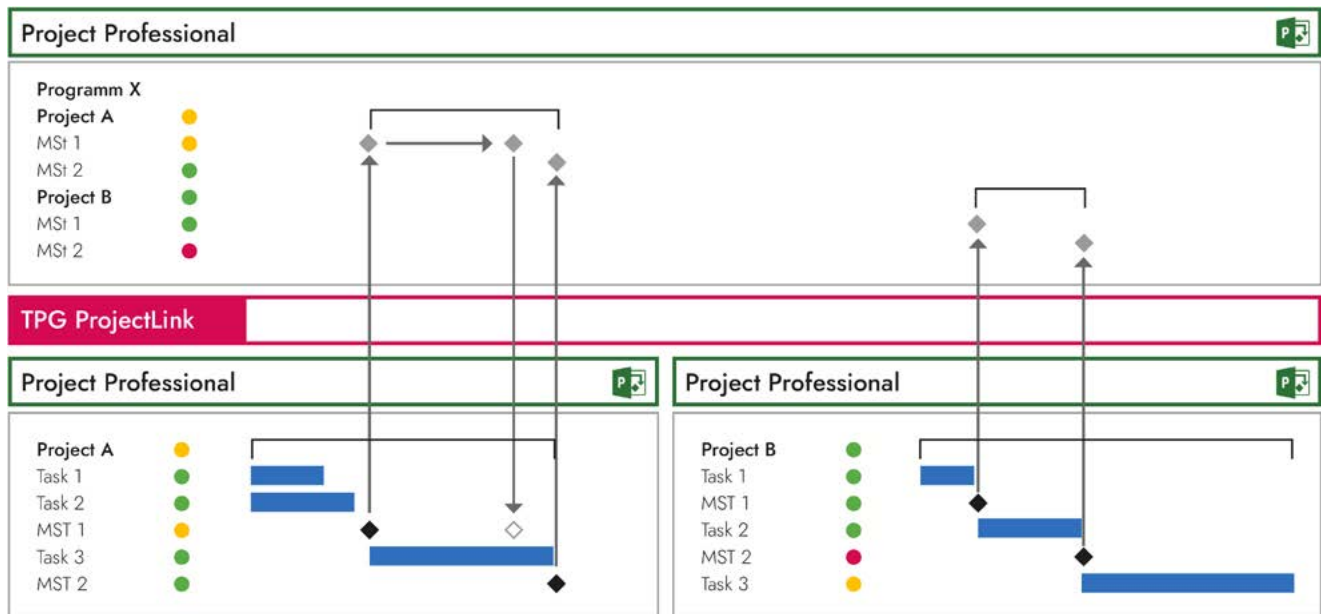 Project Professional
P
Programm X
Project A
MSt 1
MSt 2
Project B
MSt 1
MSt 2
TPG ProjectLink
Project Professional
P
Project A
Task 1
Task 2
MST 1
Task 3
MST 2
Project Professional
P
Project B
Task 1
MST 1
Task 2
MST 2
Task 3